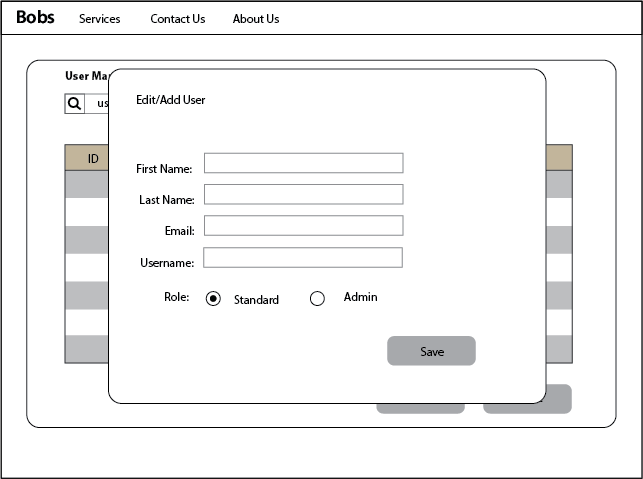 Bobs Services Contact Us About Us
User Ma
us
ID
Edit/Add User
First Name:
Last Name:
Email:
Username:
Role: Standard Admin
Save